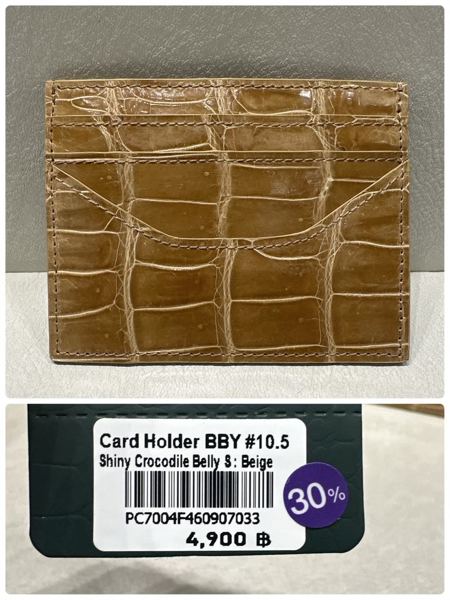 Card Holder BBY #10.5
Shiny Crocodile Belly S : Beige
30%
PC7004F460907033
4,900 ฿